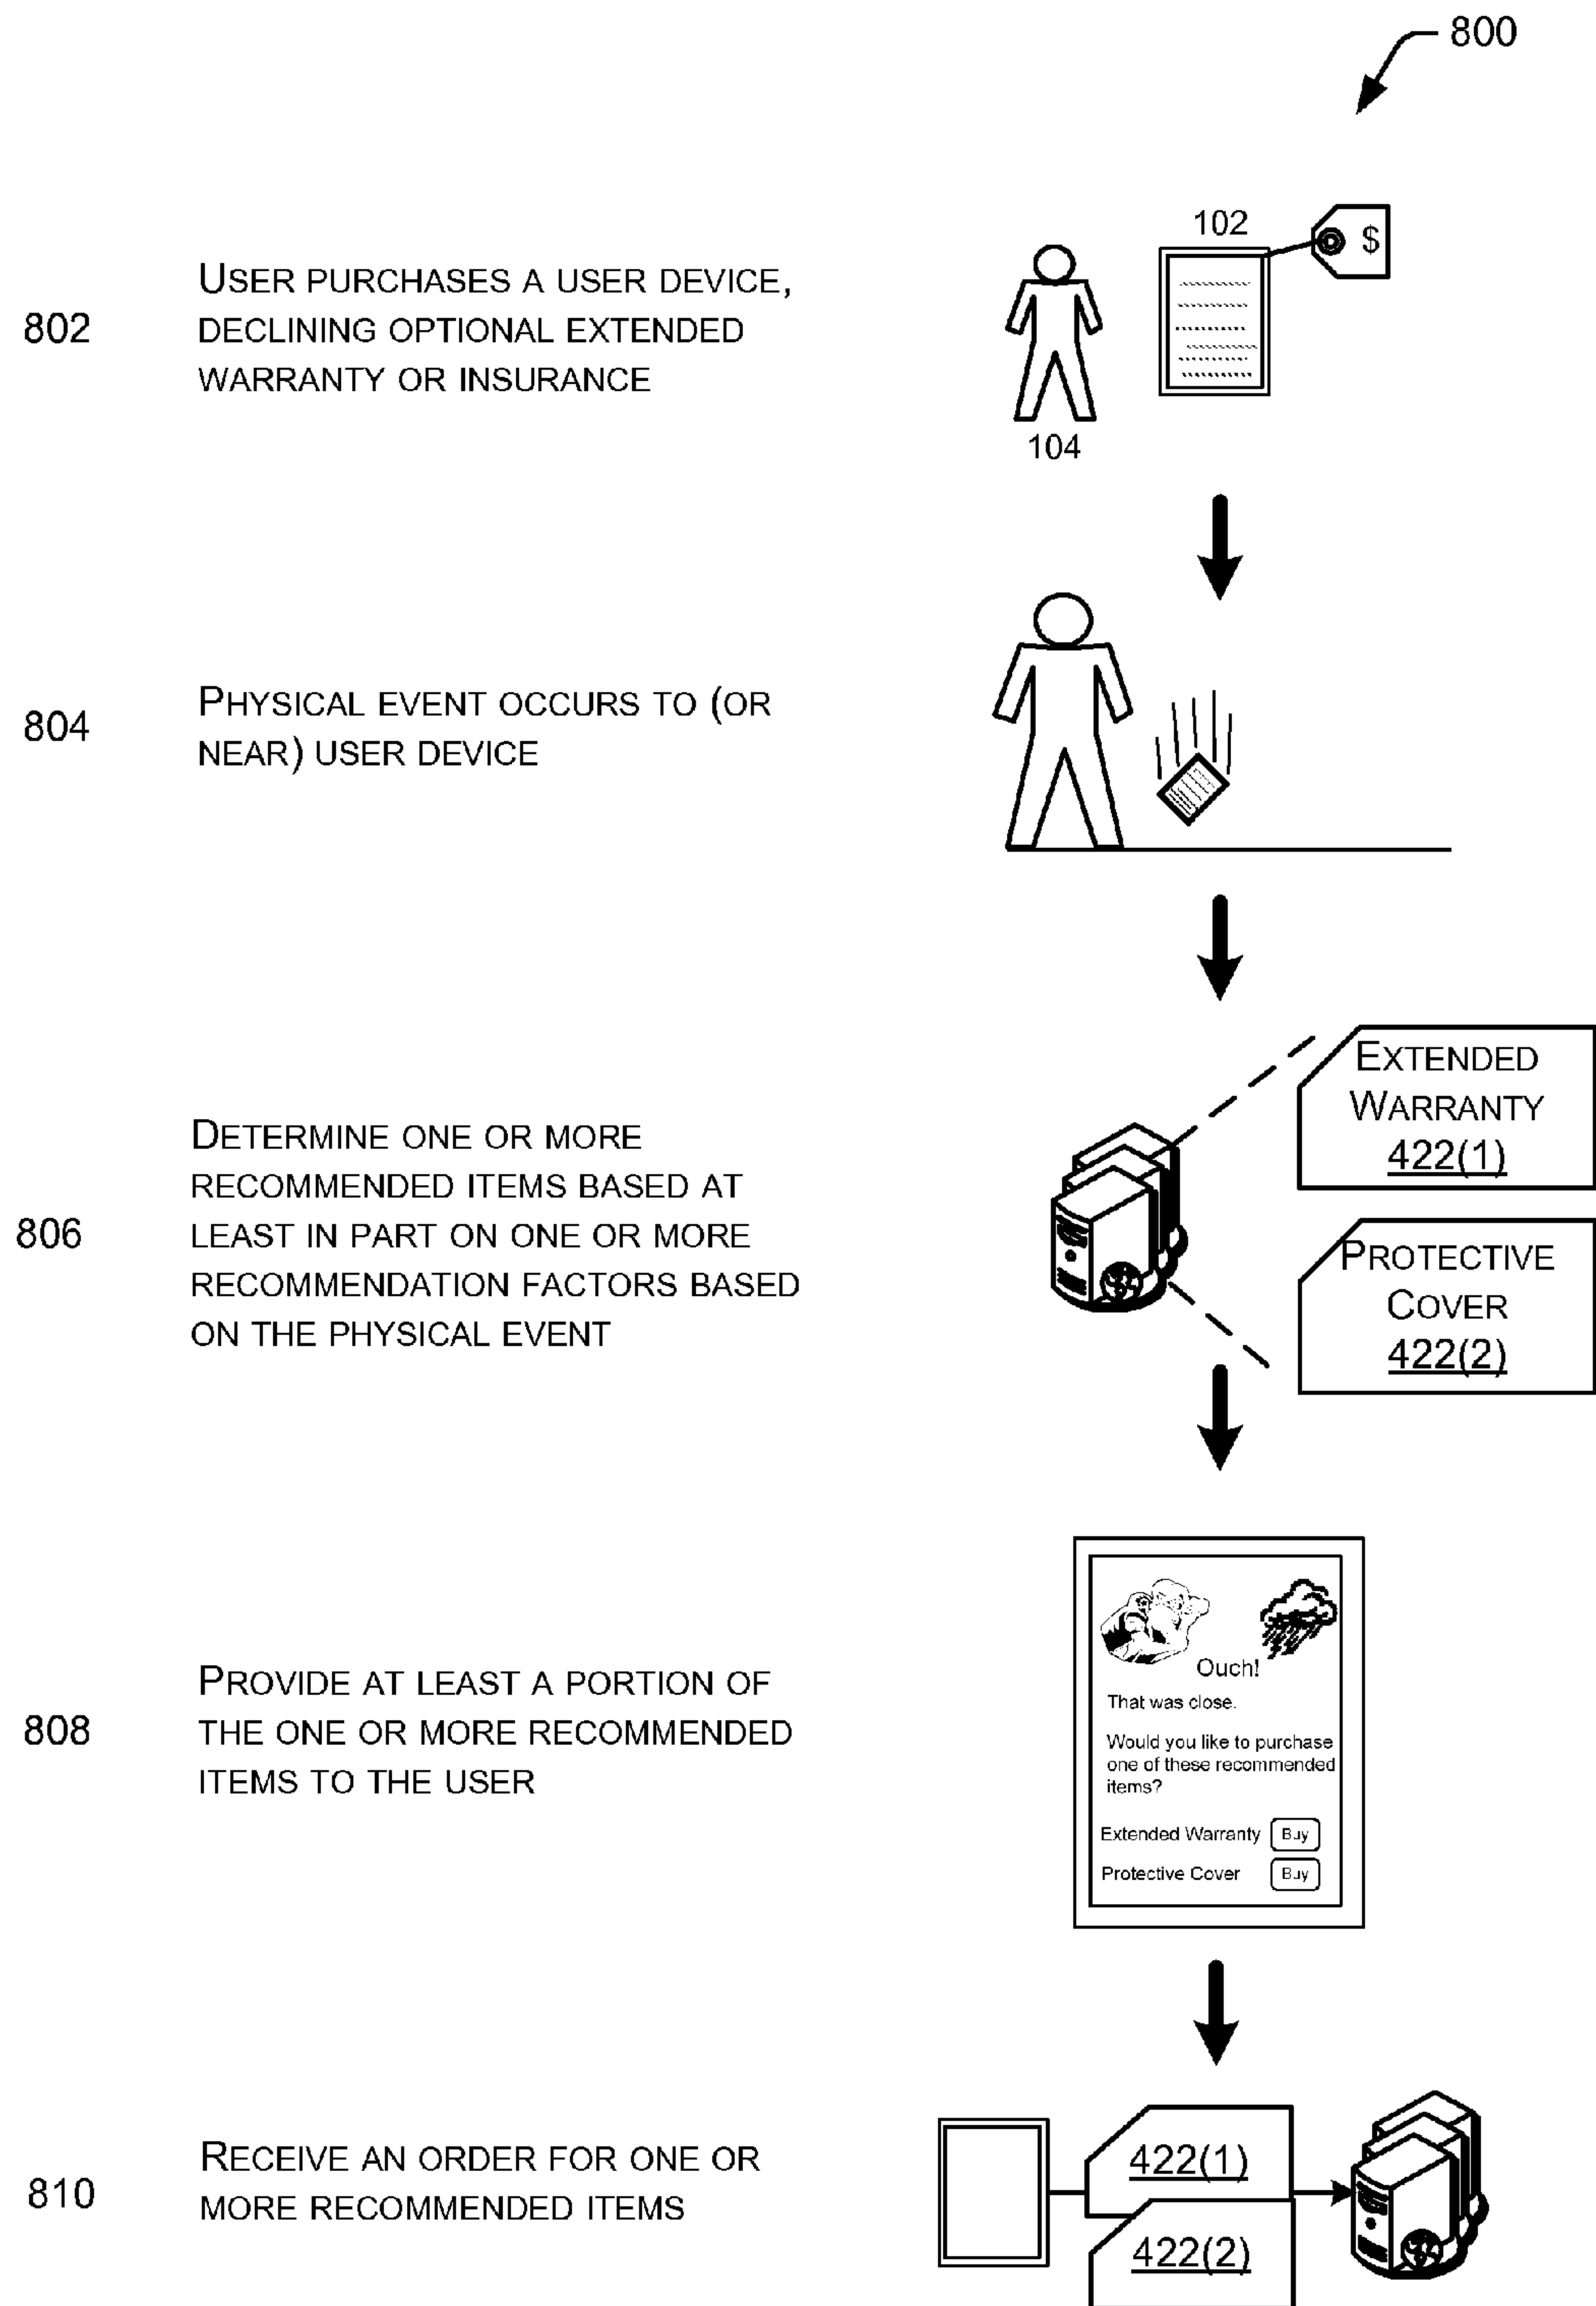 800
802
USER PURCHASES A USER DEVICE,
DECLINING OPTIONAL EXTENDED
WARRANTY OR INSURANCE
102
$
104
804
PHYSICAL EVENT OCCURS TO (OR
NEAR) USER DEVICE
806
DETERMINE ONE OR MORE
RECOMMENDED ITEMS BASED AT
LEAST IN PART ON ONE OR MORE
RECOMMENDATION FACTORS BASED
ON THE PHYSICAL EVENT
EXTENDED
WARRANTY
422(1)
PROTECTIVE
COVER
422(2)
808
PROVIDE AT LEAST A PORTION OF
THE ONE OR MORE RECOMMENDED
ITEMS TO THE USER
Ouch!
That was close.
Would you like to purchase
one of these recommended
items?
Extended Warranty Buy
Protective Cover Buy
810
RECEIVE AN ORDER FOR ONE OR
MORE RECOMMENDED ITEMS
422(1)
422(2)